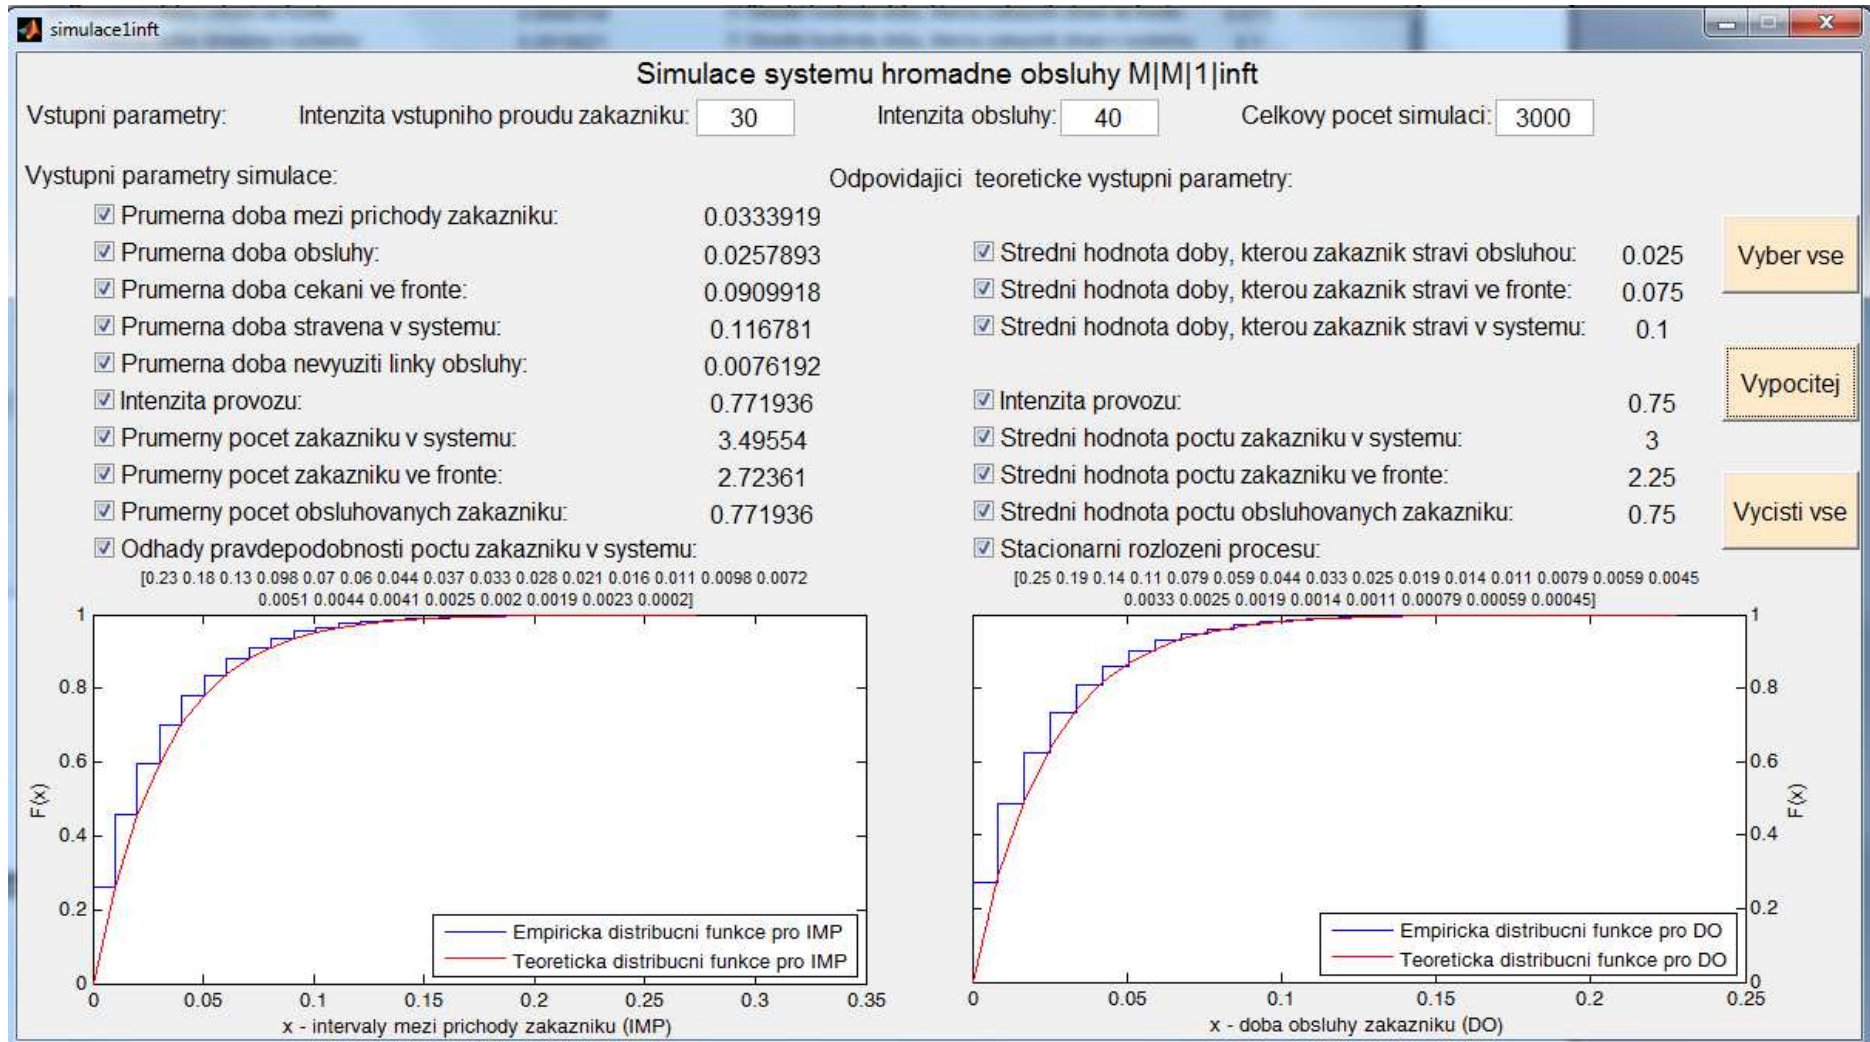 simulace1inft
Simulace systemu hromadne obsluhy M|M|1|inft
Vstupni parametry: Intenzita vstupniho proudu zakazniku: 30 Intenzita obsluhy: 40 Celkovy pocet simulaci: 3000
Vystupni parametry simulace:
Odpovidajici teoreticke vystupni parametry:
Prumerna doba mezi prichody zakazniku: 0.0333919
Prumerna doba obsluhy: 0.0257893
Stredni hodnota doby, kterou zakaznik stravi obsluhou: 0.025
Vyber vse
Prumerna doba cekani ve fronte: 0.0909918
Stredni hodnota doby, kterou zakaznik stravi ve fronte: 0.075
Prumerna doba stravena v systemu: 0.116781
Stredni hodnota doby, kterou zakaznik stravi v systemu: 0.1
Prumerna doba nevyuziti linky obsluhy: 0.0076192
Vypocitej
Intenzita provozu: 0.771936
Intenzita provozu: 0.75
Prumerny pocet zakazniku v systemu: 3.49554
Stredni hodnota poctu zakazniku v systemu: 3
Prumerny pocet zakazniku ve fronte: 2.72361
Stredni hodnota poctu zakazniku ve fronte: 2.25
Prumerny pocet obsluhovanych zakazniku: 0.771936
Stredni hodnota poctu obsluhovanych zakazniku: 0.75
Vycisti vse
Odhady pravdepodobnosti poctu zakazniku v systemu:
Stacionarni rozlozeni procesu:
[0.23 0.18 0.13 0.098 0.07 0.06 0.044 0.037 0.033 0.028 0.021 0.016 0.011 0.0098 0.0072
0.0051 0.0044 0.0041 0.0025 0.002 0.0019 0.0023 0.0002]
[0.25 0.19 0.14 0.11 0.079 0.059 0.044 0.033 0.025 0.019 0.014 0.011 0.0079 0.0059 0.0045
0.0033 0.0025 0.0019 0.0014 0.0011 0.00079 0.00059 0.00045]
1
0.8
0.6
F(x)
0.4
0.2
0
Empiricka distribucni funkce pro IMP
Teoreticka distribucni funkce pro IMP
0 0.05 0.1 0.15 0.2 0.25 0.3 0.35
x - intervaly mezi prichody zakazniku (IMP)
1
0.8
0.6
F(x)
0.4
0.2
0
Empiricka distribucni funkce pro DO
Teoreticka distribucni funkce pro DO
0 0.05 0.1 0.15 0.2 0.25
x - doba obsluhy zakazniku (DO)